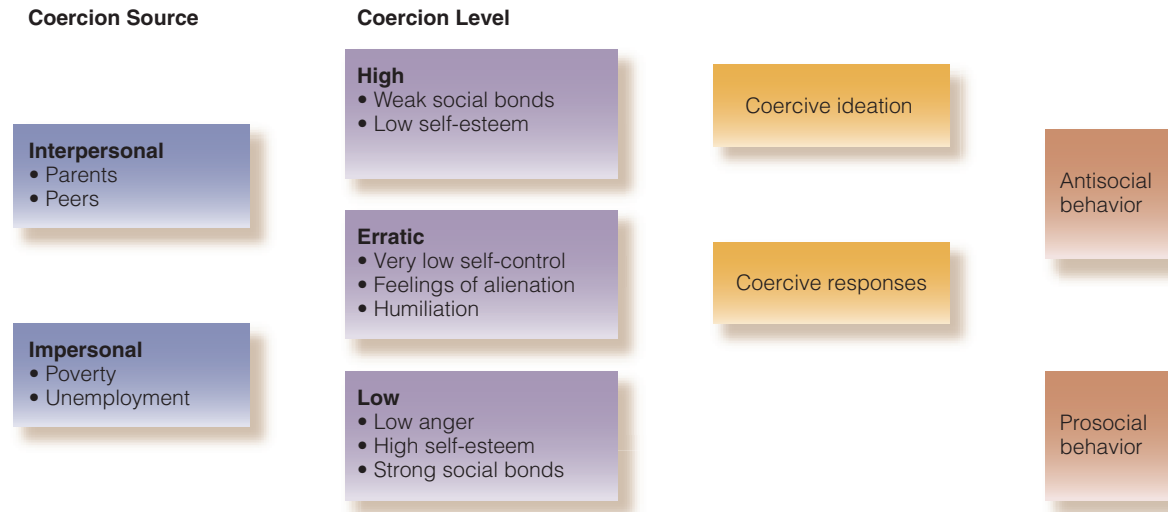 Coercion Source
Coercion Level
Interpersonal
• Parents
• Peers
Impersonal
• Poverty
• Unemployment
High
• Weak social bonds
• Low self-esteem
Erratic
• Very low self-control
• Feelings of alienation
• Humiliation
Low
• Low anger
• High self-esteem
• Strong social bonds
Coercive ideation
Coercive responses
Antisocial
behavior
Prosocial
behavior